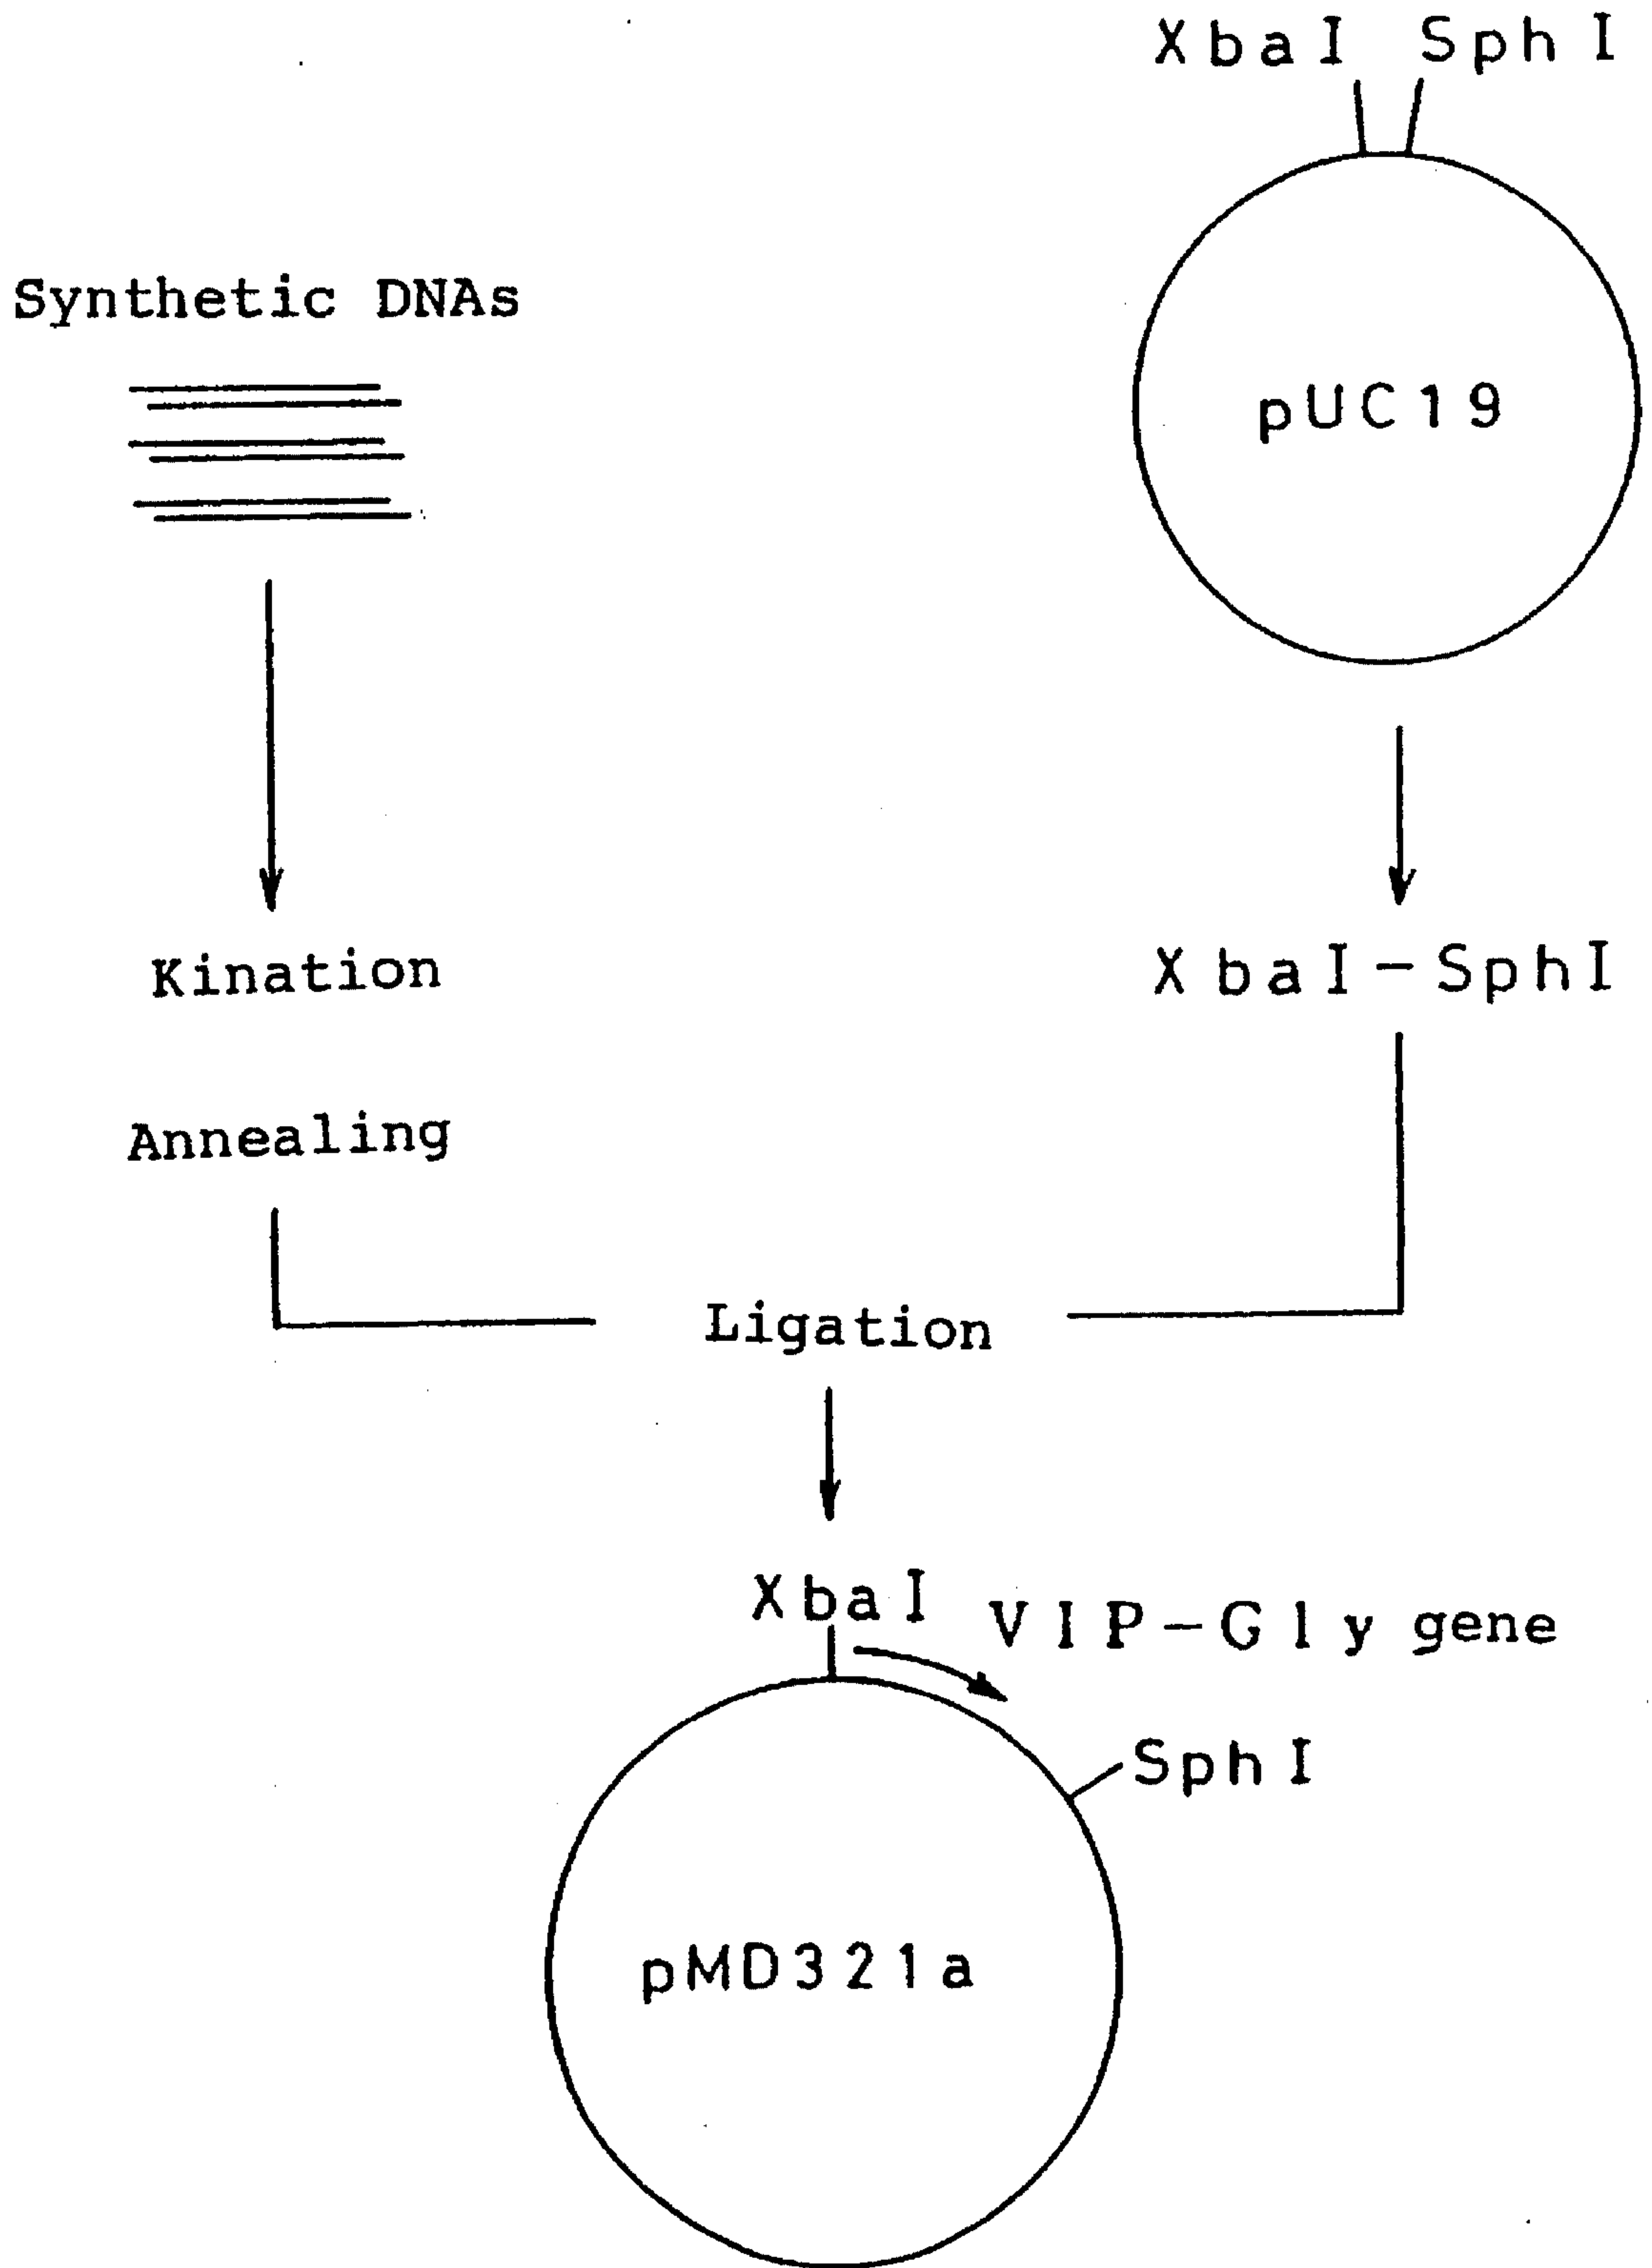 XbaI SphI
Synthetic DNAs
pUC19
Kination
XbaI-SphI
Annealing
Ligation
XbaI
VIP-Gly gene
SphI
pMD321a